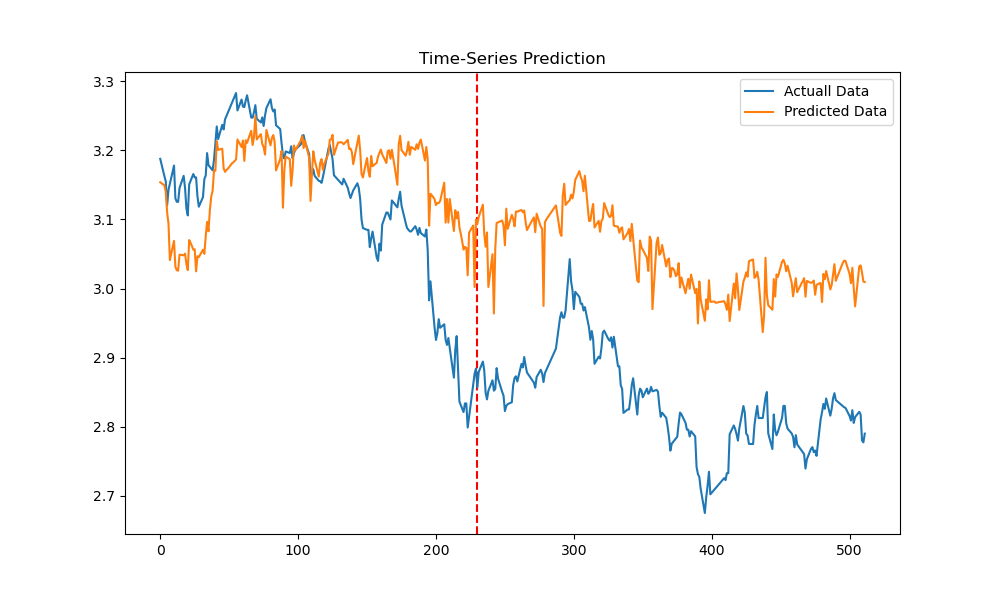 Time-Series Prediction
Actuall Data
Predicted Data
3.3
3.2
3.1
3.0
2.9
2.8
2.7
0 100 200 300 400 500